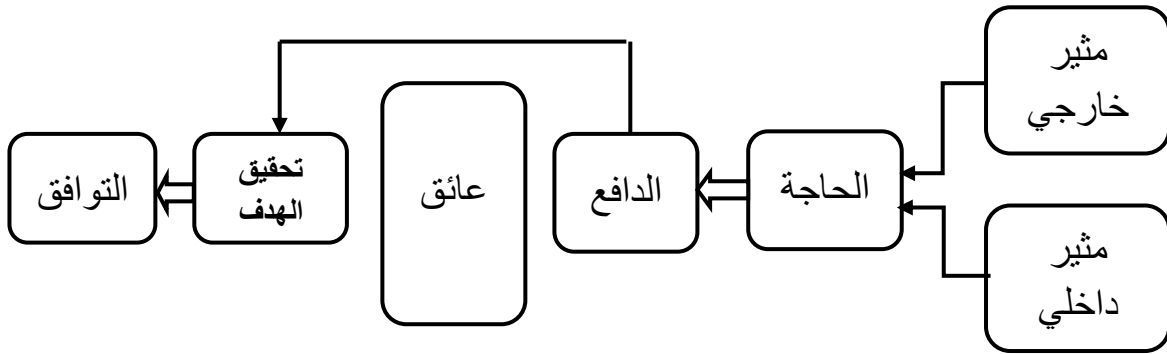 مثير
خارجي
مثير
داخلي
الحاجة
الدافع
عائق
تحقيق
الهدف
التوافق